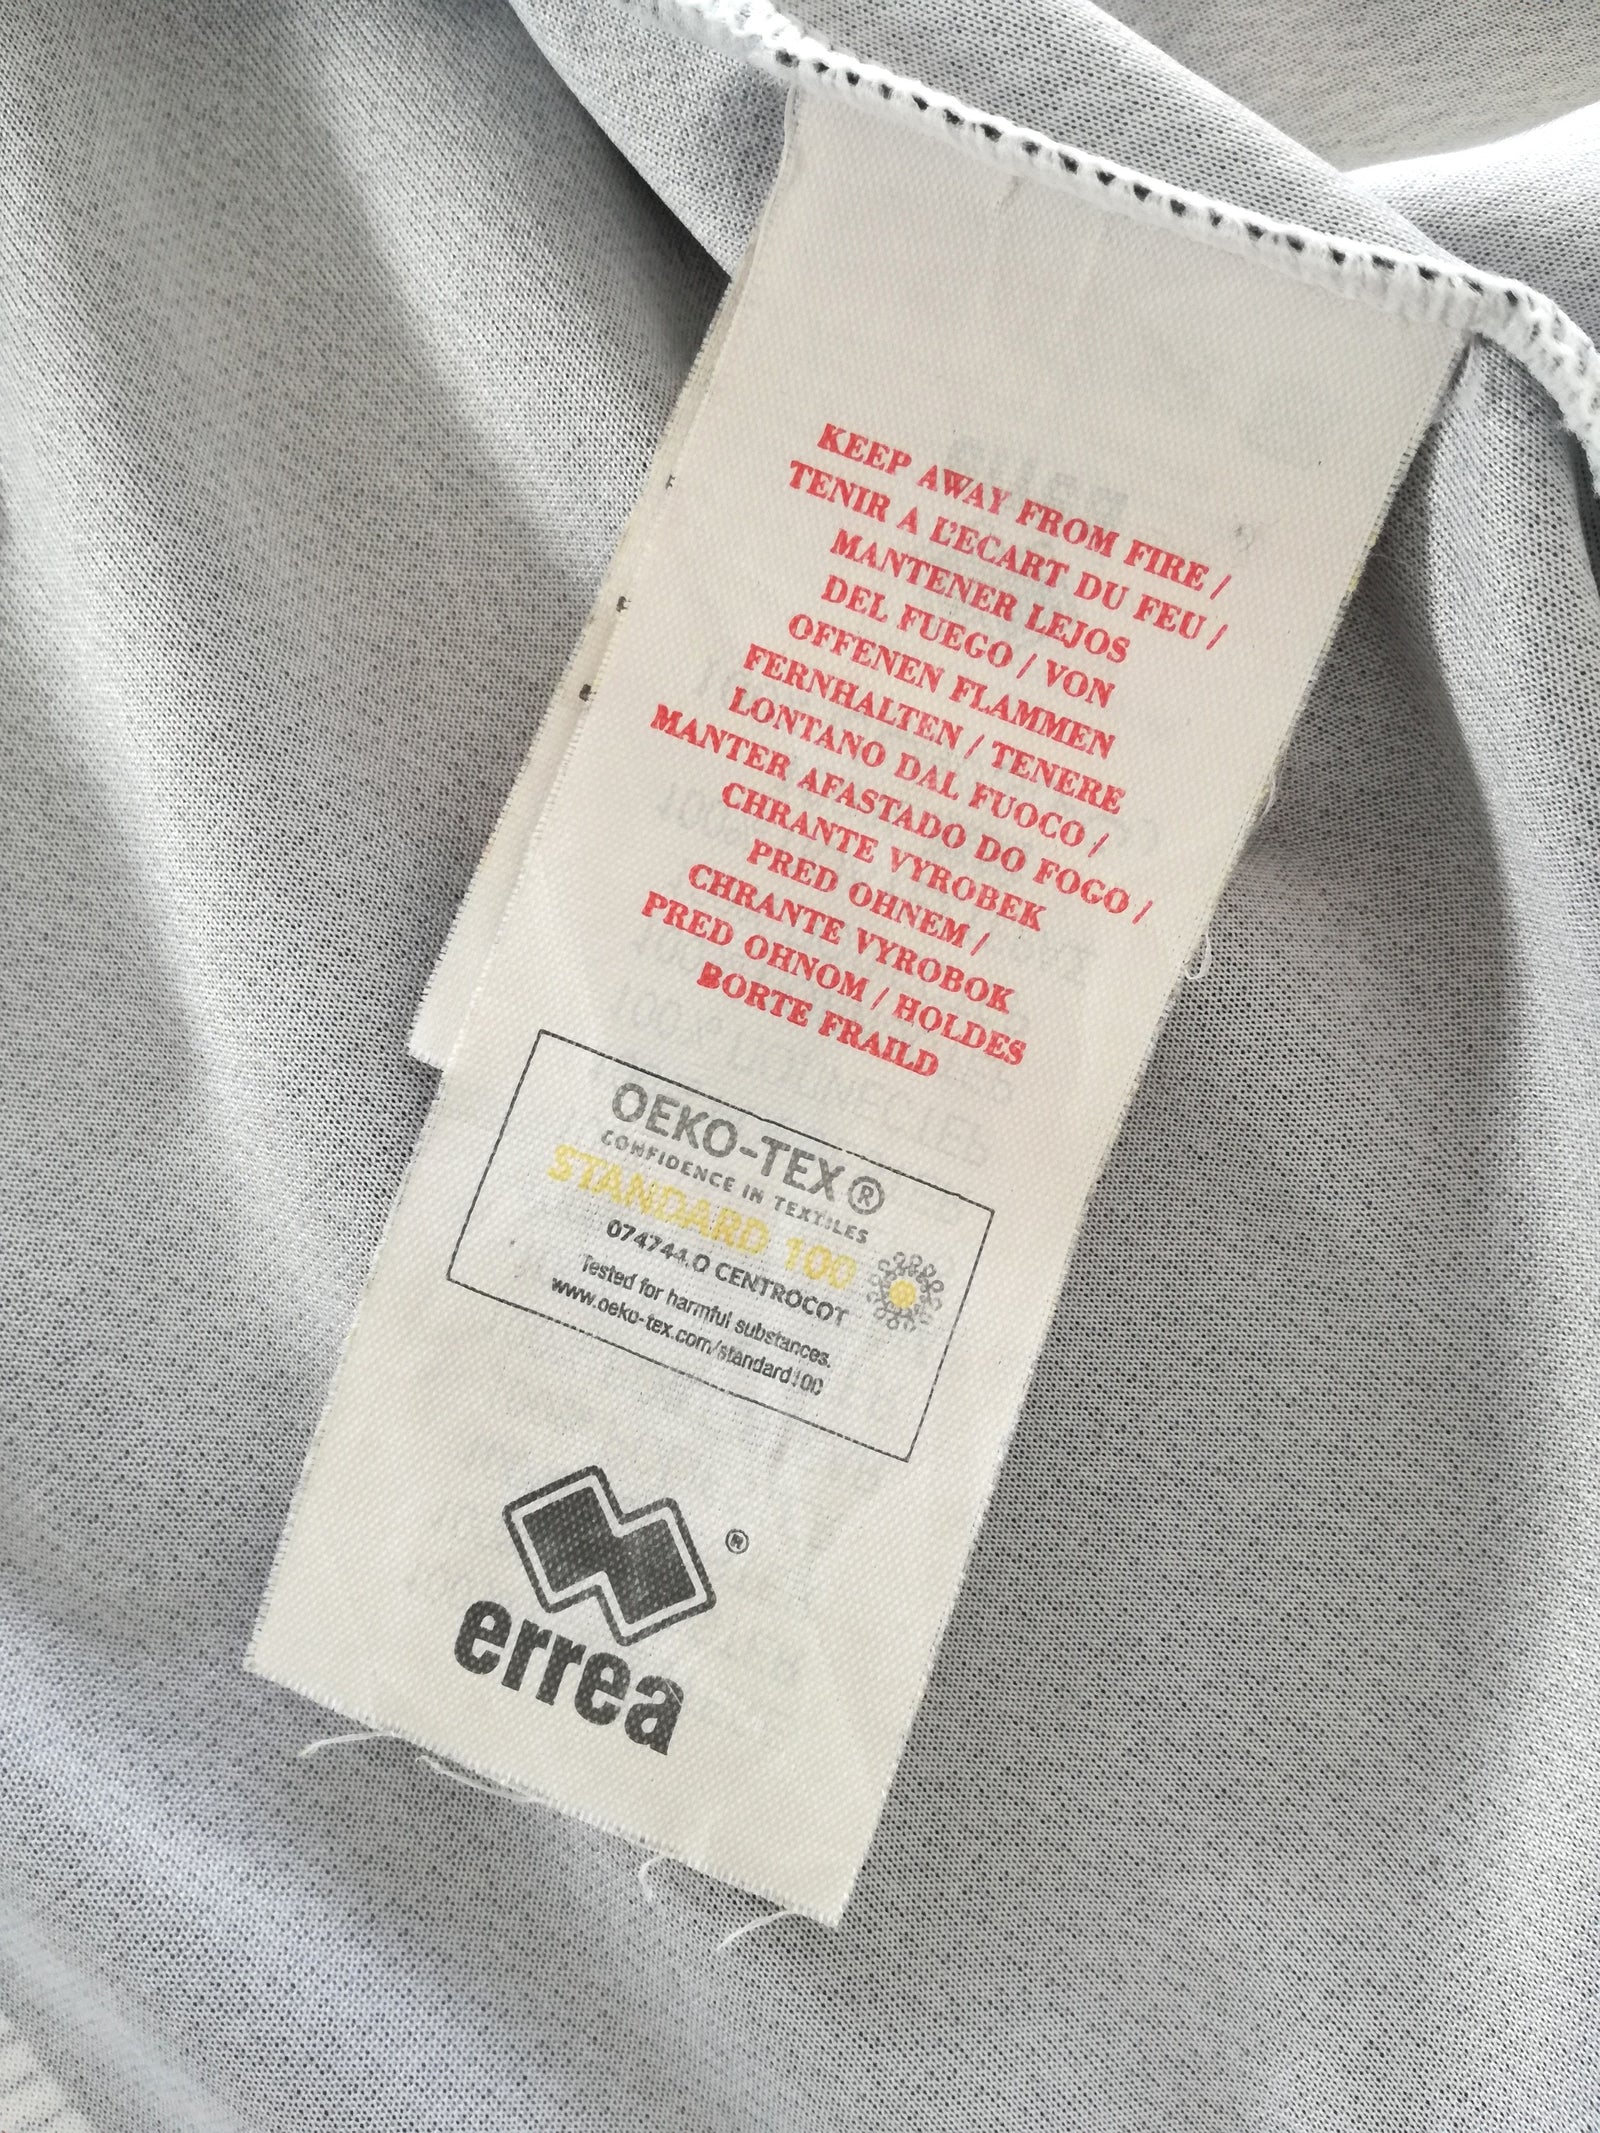 KEEP AWAY FROM FIRE /
TENIR A L'ECART DU FEU /
MANTENER LEJOS
DEL FUEGO / VON
OFFENEN FLAMMEN
FERNHALTEN / TENERE
LONTANO DAL FUOCO /
MANTER AFASTADO DO FOGO /
CHRANTE VYROBEK
PRED OHNEM /
CHRANTE VYROBOK
PRED OHNOM / HOLDES
BORTE FRAILD
OEKO-TEX®
CONFIDENCE IN TEXTILES
STANDARD 100
074744.O CENTROCOT
Tested for harmful substances.
www.oeko-tex.com/standard100
®
errea